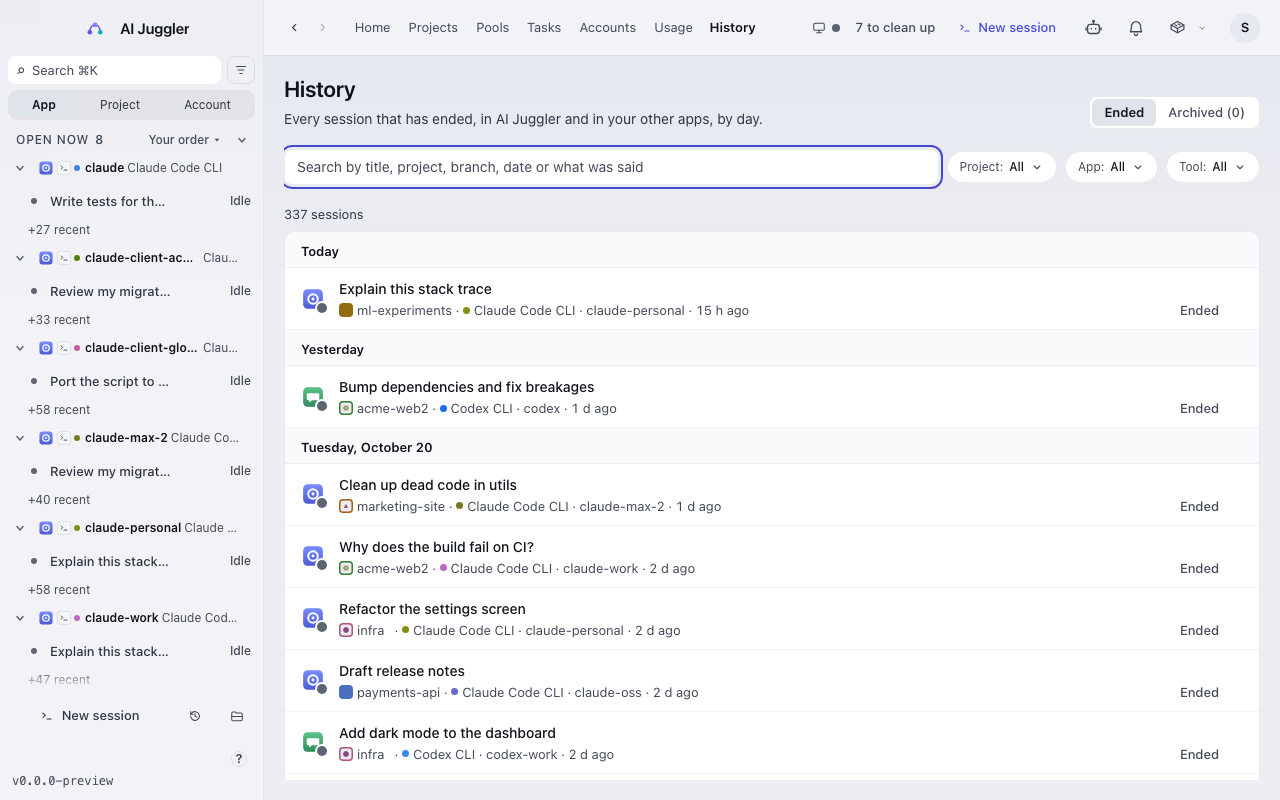 AI Juggler
Search ⌘K
App Project Account
OPEN NOW 8 Your order
claude Claude Code CLI
Write tests for th... Idle
+27 recent
claude-client-ac... Clau...
Review my migrat... Idle
+33 recent
claude-client-glo... Clau...
Port the script to ... Idle
+58 recent
claude-max-2 Claude Co...
Review my migrat... Idle
+40 recent
claude-personal Claude ...
Explain this stack... Idle
+58 recent
claude-work Claude Cod...
Explain this stack... Idle
+47 recent
New session
?
v0.0.0-preview
Home Projects Pools Tasks Accounts Usage History
7 to clean up
New session
S
History
Every session that has ended, in AI Juggler and in your other apps, by day.
Ended Archived (0)
Search by title, project, branch, date or what was said
Project: All App: All Tool: All
337 sessions
Today
Explain this stack trace
ml-experiments · Claude Code CLI · claude-personal · 15 h ago Ended
Yesterday
Bump dependencies and fix breakages
acme-web2 · Codex CLI · codex · 1 d ago Ended
Tuesday, October 20
Clean up dead code in utils
marketing-site · Claude Code CLI · claude-max-2 · 1 d ago Ended
Why does the build fail on CI?
acme-web2 · Claude Code CLI · claude-work · 2 d ago Ended
Refactor the settings screen
infra · Claude Code CLI · claude-personal · 2 d ago Ended
Draft release notes
payments-api · Claude Code CLI · claude-oss · 2 d ago Ended
Add dark mode to the dashboard
infra · Codex CLI · codex-work · 2 d ago Ended